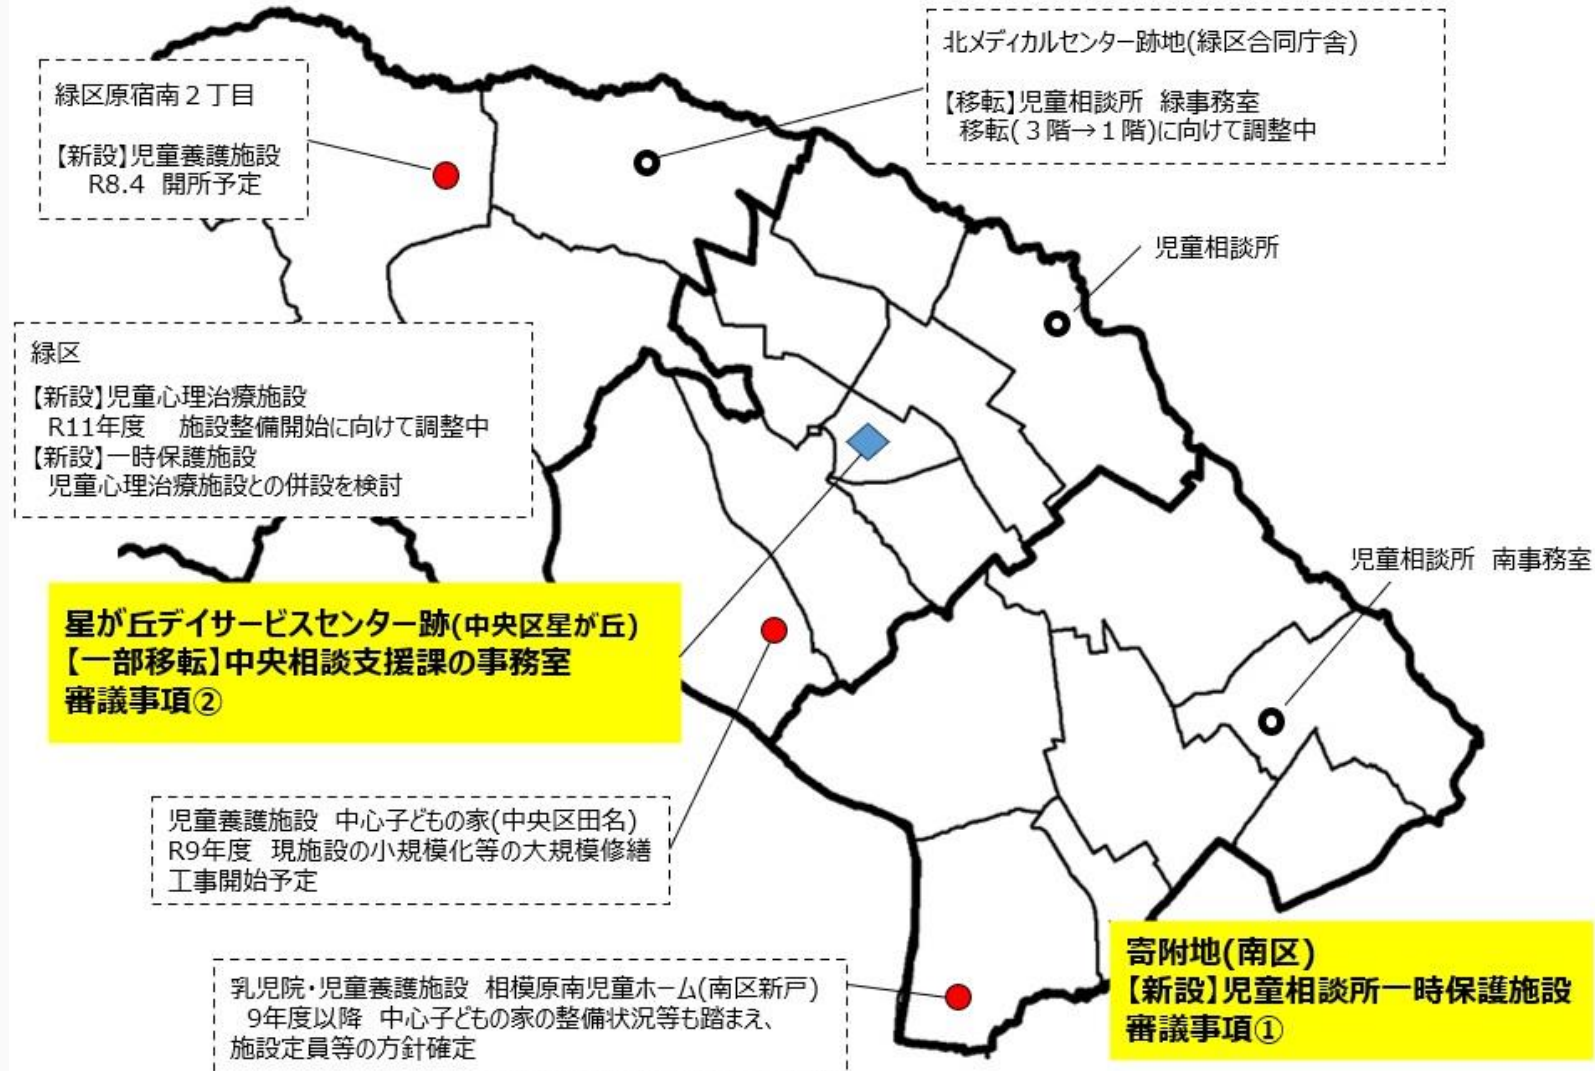 緑区原宿南２丁目
【新設】児童養護施設
R8.4 開所予定
北メディカルセンター跡地(緑区合同庁舎)
【移転】児童相談所 緑事務室
移転(３階→１階)に向けて調整中
児童相談所
緑区
【新設】児童心理治療施設
R11年度 施設整備開始に向けて調整中
【新設】一時保護施設
児童心理治療施設との併設を検討
児童相談所 南事務室
星が丘デイサービスセンター跡(中央区星が丘)
【一部移転】中央相談支援課の事務室
審議事項②
児童養護施設 中心子どもの家(中央区田名)
R9年度 現施設の小規模化等の大規模修繕
工事開始予定
乳児院・児童養護施設 相模原南児童ホーム(南区新戸)
9年度以降 中心子どもの家の整備状況等も踏まえ、
施設定員等の方針確定
寄附地(南区)
【新設】児童相談所一時保護施設
審議事項①